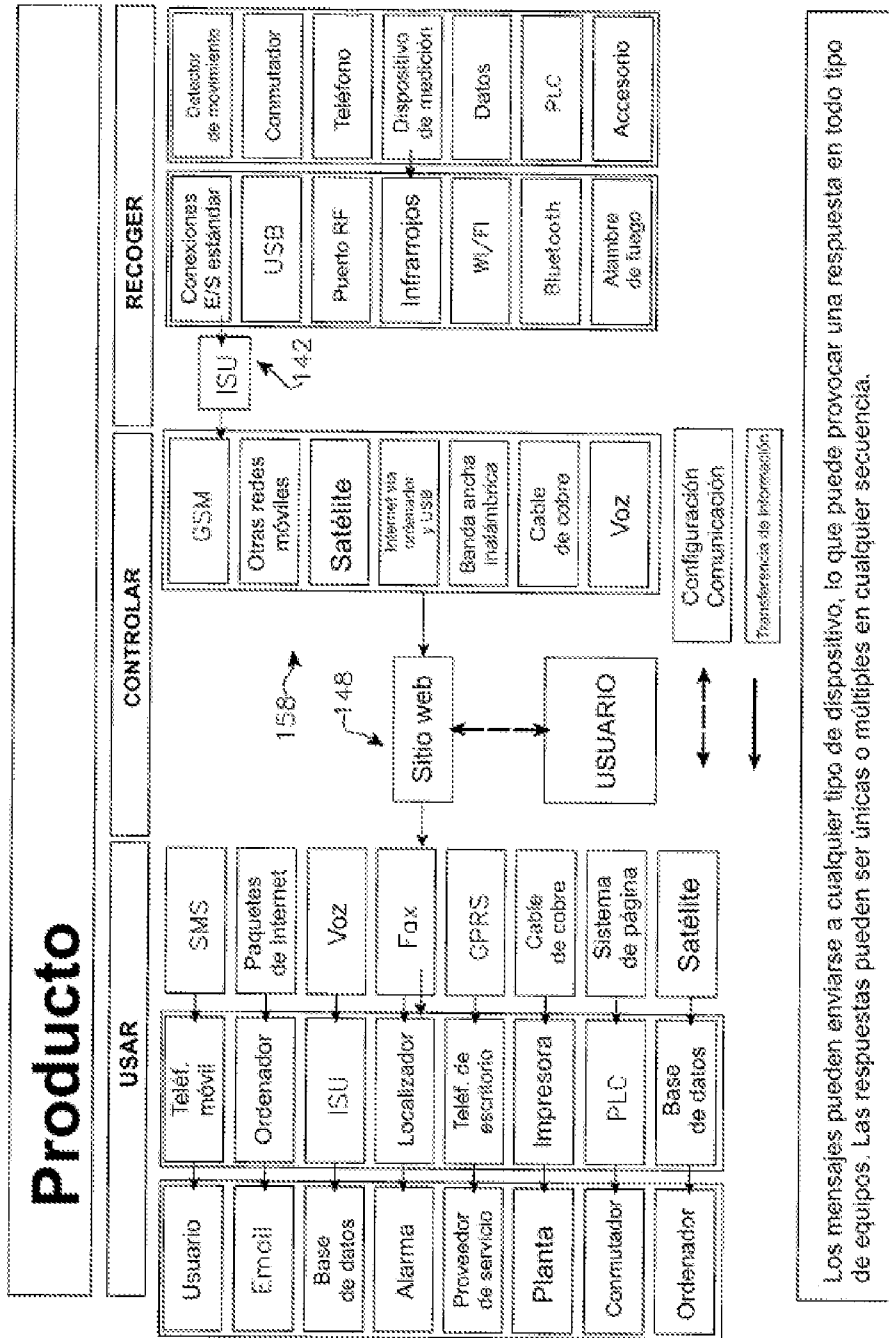 Producto
USAR
CONTROLAR
RECOGER
Usuario
Email
Base
de datos
Alarma
Proveedor
de servicio
Planta
Conmutador
Ordenador
Teléf.
móvil
Ordenador
ISU
Localizador
Teléf. de
escritorio
Impresora
PLC
Base
de datos
SMS
Paquetes
de Internet
Voz
Fax
CPRS
Cable
de cobre
Sistema
de página
Satélite
158
148
Sitio web
USUARIO
GSM
Otras redes
móviles
Satélite
Internet vía
ordenador
y USB
Banda ancha
inalámbrica
Cable
de cobre
Voz
ISU
142
Conexiones
E/S estándar
USB
Puerto RF
Infrarrojos
Wi/Fi
Bluetooth
Alambre
de fuego
Detector
de movimiento
Conmutador
Teléfono
Dispositivo
de medición
Datos
PLC
Accesorio
Configuración
Comunicación
Transferencia de Información
Los mensajes pueden enviarse a cualquier tipo de dispositivo, lo que puede provocar una respuesta en todo tipo
de equipos. Las respuestas pueden ser únicas o múltiples en cualquier secuencia.